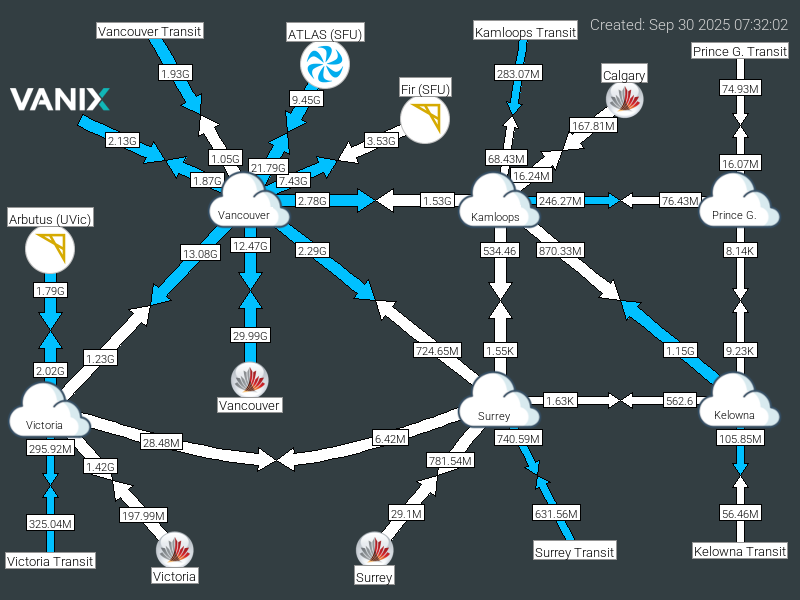 Created: Sep 30 2025 07:32:02
Vancouver Transit
ATLAS (SFU)
Kamloops Transit
Prince G. Transit
1.93G
9.45G
283.07M
Calgary
74.93M
VANIX
Fir (SFU)
2.13G
3.53G
167.81M
1.05G
21.79G
68.43M
16.07M
1.87G
7.43G
16.24M
2.78G
1.53G
246.27M
76.43M
Vancouver
Kamloops
Prince G.
Arbutus (UVic)
13.08G
12.47G
2.29G
534.46
870.33M
8.14K
1.79G
29.99G
1.23G
724.65M
1.55K
1.15G
9.23K
2.02G
Vancouver
1.63K
562.6
Victoria
Surrey
Kelowna
28.48M
6.42M
740.59M
105.85M
295.92M
1.42G
781.54M
325.04M
197.99M
29.1M
631.56M
56.46M
Victoria Transit
Victoria
Surrey
Surrey Transit
Kelowna Transit